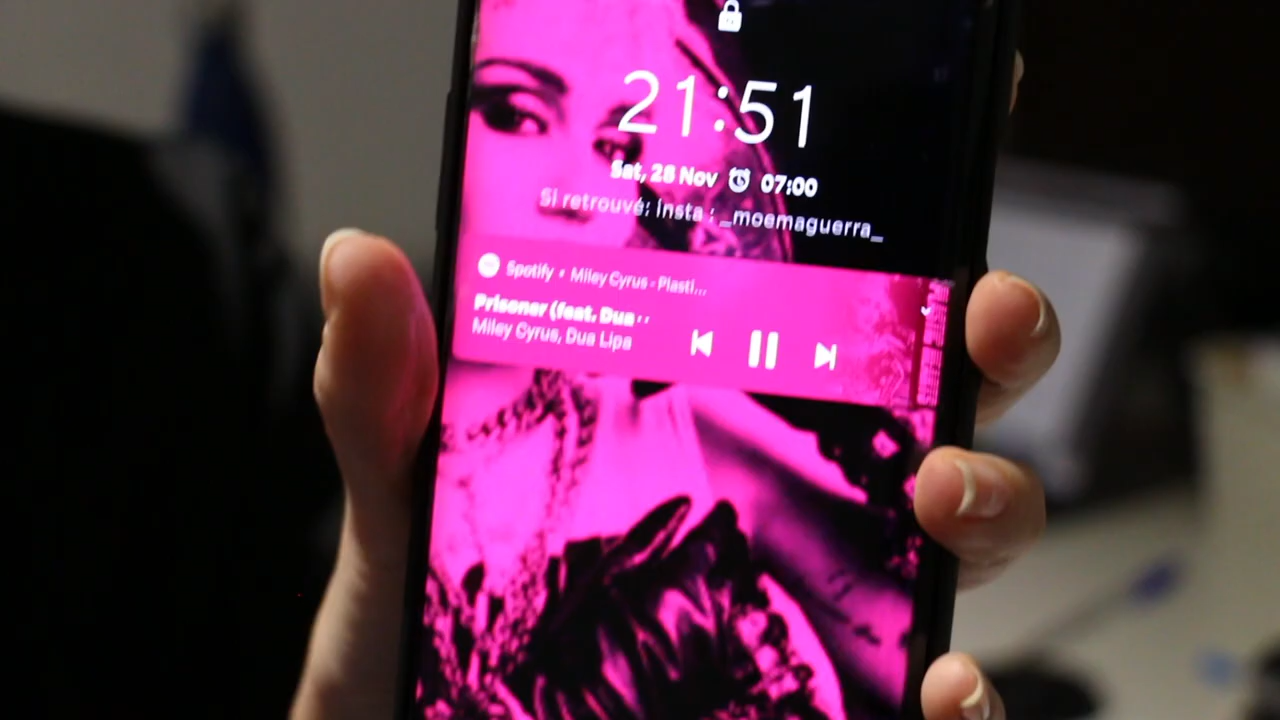 21:51
Sat, 28 Nov 07:00
Si retrouvé; insta : _moemaguerra_
Spotify • Miley Cyrus - Plasti...
Prisoner (feat. Dua
Miley Cyrus, Dua Lipa